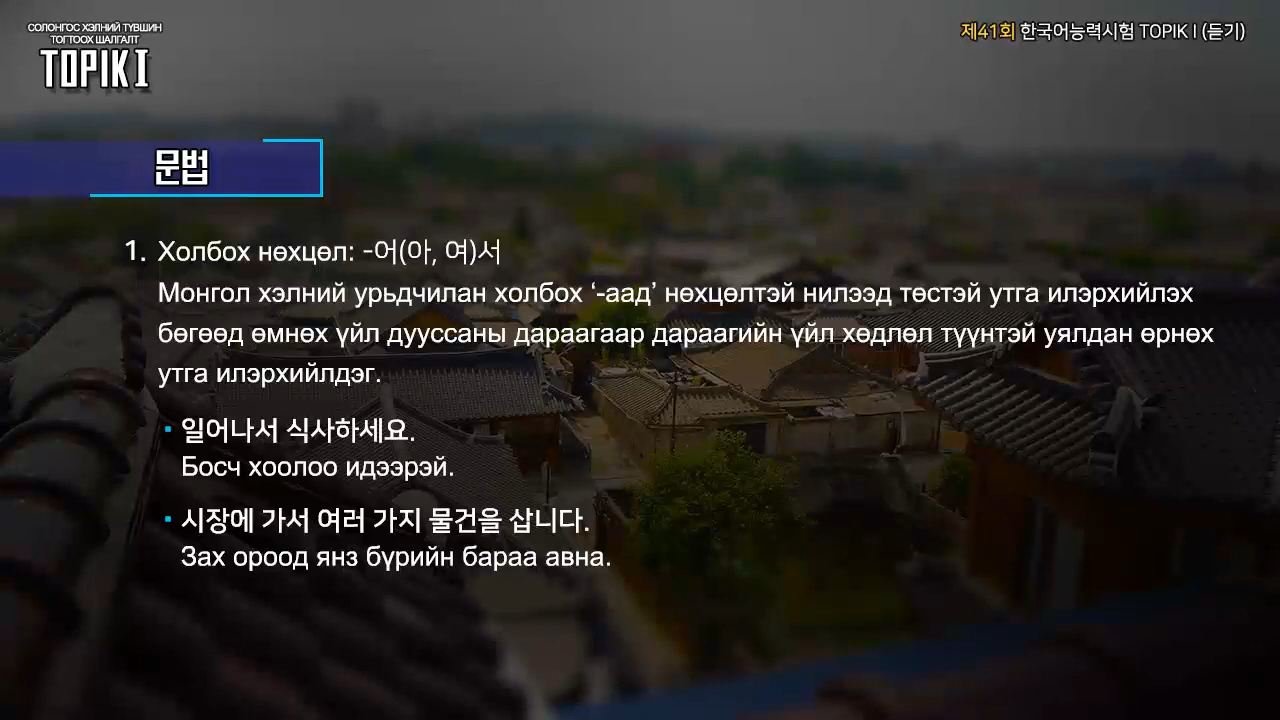 СОЛОНГОС ХЭЛНИЙ ТҮВШИН
ТОГТООХ ШАЛГАЛТ
TOPIK I
제41회 한국어능력시험 TOPIK I (듣기)
문법
1. Холбох нөхцөл: -어(아, 여)서
Монгол хэлний урьдчилан холбох ‘-аад’ нөхцөлтэй нилээд төстэй утга илэрхийлэх
бөгөөд өмнөх үйл дууссаны дараагаар дараагийн үйл хөдлөл түүнтэй уялдан өрнөх
утга илэрхийлдэг.
▪ 일어나서 식사하세요.
Босч хоолоо идээрэй.
▪ 시장에 가서 여러 가지 물건을 삽니다.
Зах ороод янз бүрийн бараа авна.